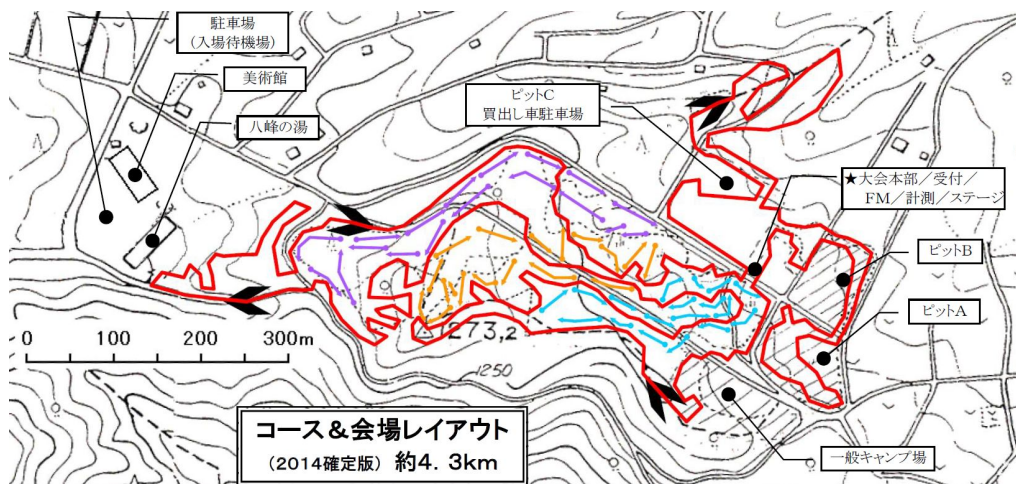 駐車場
(入場待機場)
美術館
八峰の湯
ピットC
買出し車駐車場
★大会本部/受付/
FM/計測/ステージ
ピットB
ピットA
一般キャンプ場
1273,2
1250
0 100 200 300m
コース&会場レイアウト
(2014確定版) 約4.3km